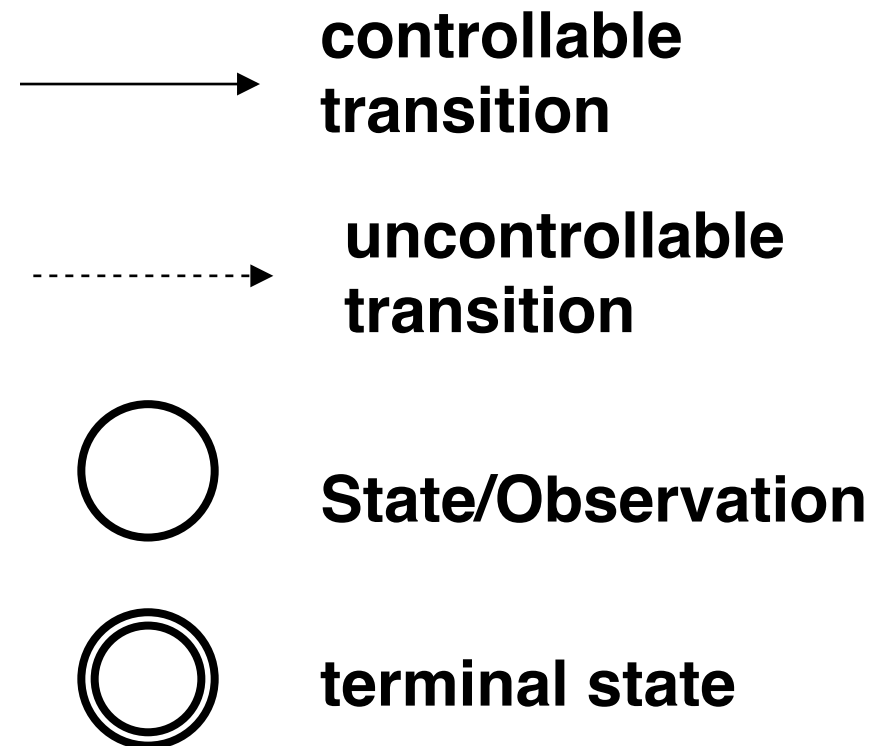 controllable
transition
uncontrollable
transition
State/Observation
terminal state